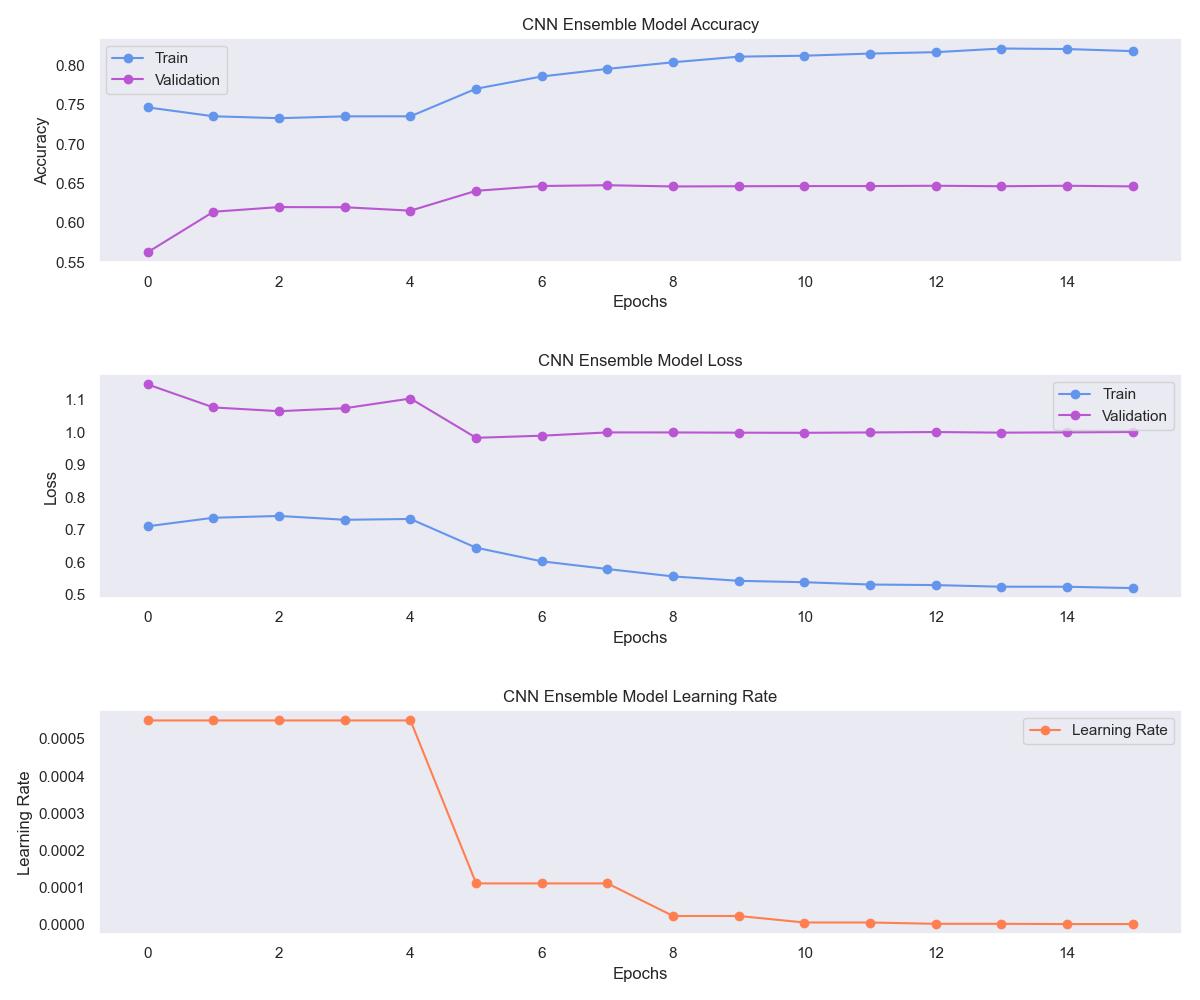 CNN Ensemble Model Accuracy
Train
Validation
0.80
0.75
0.70
0.65
0.60
0.55
Accuracy
0 2 4 6 8 10 12 14
Epochs
CNN Ensemble Model Loss
Train
Validation
1.1
1.0
0.9
0.8
0.7
0.6
0.5
Loss
0 2 4 6 8 10 12 14
Epochs
CNN Ensemble Model Learning Rate
Learning Rate
0.0005
0.0004
0.0003
0.0002
0.0001
0.0000
Learning Rate
0 2 4 6 8 10 12 14
Epochs